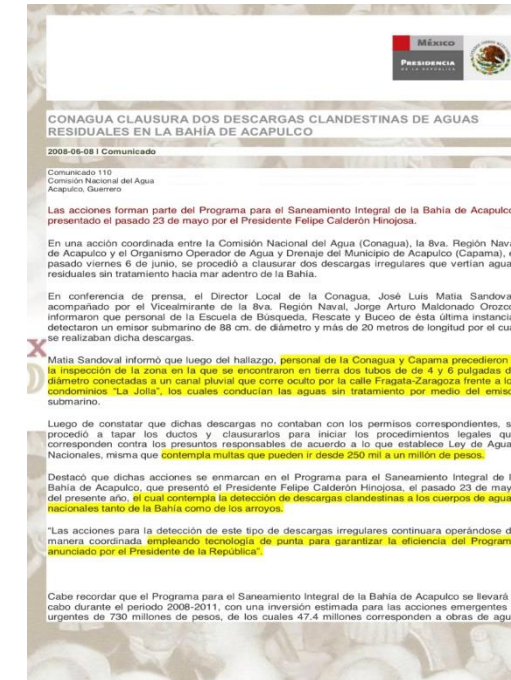 MÉXICO
PRESIDENCIA
DE LA REPÚBLICA
CONAGUA CLAUSURA DOS DESCARGAS CLANDESTINAS DE AGUAS
RESIDUALES EN LA BAHÍA DE ACAPULCO
2008-06-08 I Comunicado
Comunicado 110
Comisión Nacional del Agua
Acapulco, Guerrero
Las acciones forman parte del Programa para el Saneamiento Integral de la Bahía de Acapulco
presentado el pasado 23 de mayo por el Presidente Felipe Calderón Hinojosa.
En una acción coordinada entre la Comisión Nacional del Agua (Conagua), la 8va. Región Nava
de Acapulco y el Organismo Operador de Agua y Drenaje del Municipio de Acapulco (Capama), e
pasado viernes 6 de junio, se procedió a clausurar dos descargas irregulares que vertían agua
residuales sin tratamiento hacia mar adentro de la Bahía.
En conferencia de prensa, el Director Local de la Conagua, José Luis Matia Sandova
acompañado por el Vicealmirante de la 8va. Región Naval, Jorge Arturo Maldonado Orozco
informaron que personal de la Escuela de Búsqueda, Rescate y Buceo de ésta última instancia
detectaron un emisor submarino de 88 cm. de diámetro y más de 20 metros de longitud por el cua
se realizaban dicha descargas.
Matia Sandoval informó que luego del hallazgo, personal de la Conagua y Capama precedieron
la inspección de la zona en la que se encontraron en tierra dos tubos de de 4 y 6 pulgadas d
diámetro conectadas a un canal pluvial que corre oculto por la calle Fragata-Zaragoza frente a lo
condominios "La Jolla", los cuales conducían las aguas sin tratamiento por medio del emiso
submarino.
Luego de constatar que dichas descargas no contaban con los permisos correspondientes, s
procedió a tapar los ductos y clausurarlos para iniciar los procedimientos legales qu
corresponden contra los presuntos responsables de acuerdo a lo que establece Ley de Agua
Nacionales, misma que contempla multas que pueden ir desde 250 mil a un millón de pesos.
Destacó que dichas acciones se enmarcan en el Programa para el Saneamiento Integral de l
Bahía de Acapulco, que presentó el Presidente Felipe Calderón Hinojosa, el pasado 23 de may
del presente año, el cual contempla la detección de descargas clandestinas a los cuerpos de agua
nacionales tanto de la Bahía como de los arroyos.
"Las acciones para la detección de este tipo de descargas irregulares continuara operándose d
manera coordinada empleando tecnología de punta para garantizar la eficiencia del Program
anunciado por el Presidente de la República".
Cabe recordar que el Programa para el Saneamiento Integral de la Bahía de Acapulco se llevará
cabo durante el periodo 2008-2011, con una inversión estimada para las acciones emergentes
urgentes de 730 millones de pesos, de los cuales 47.4 millones corresponden a obras de agu